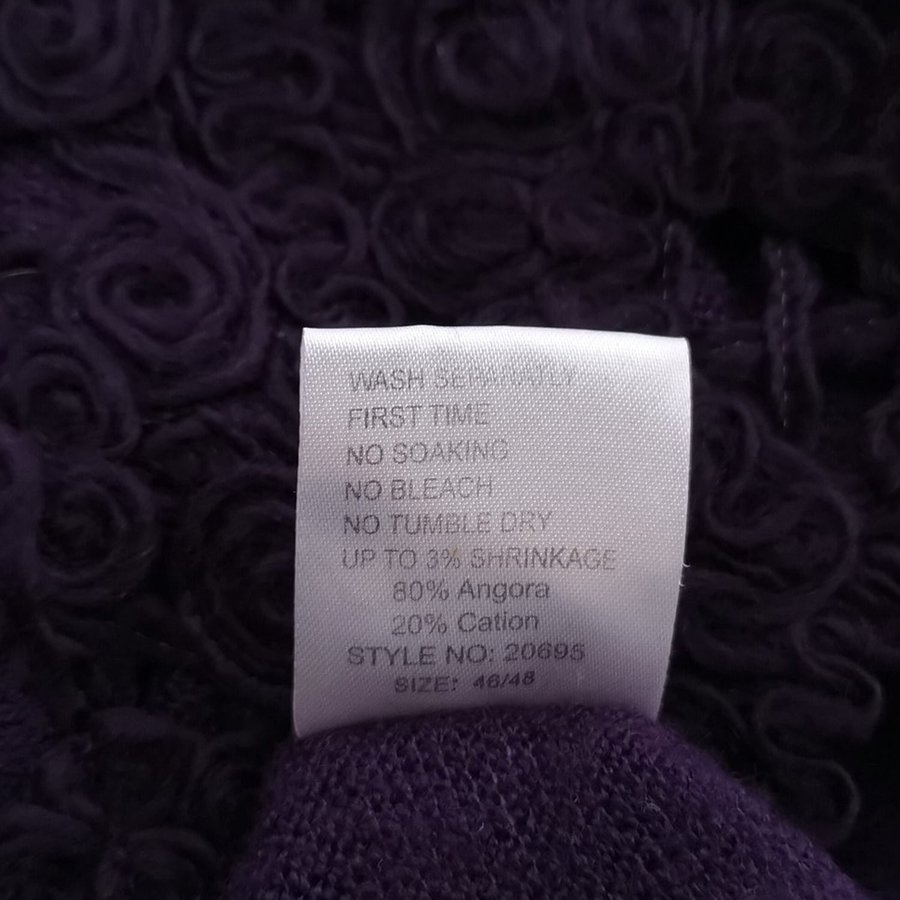 WASH SEPARATLY
FIRST TIME
NO SOAKING
NO BLEACH
NO TUMBLE DRY
UP TO 3% SHRINKAGE
80% Angora
20% Cation
STYLE NO: 20695
SIZE: 46/48